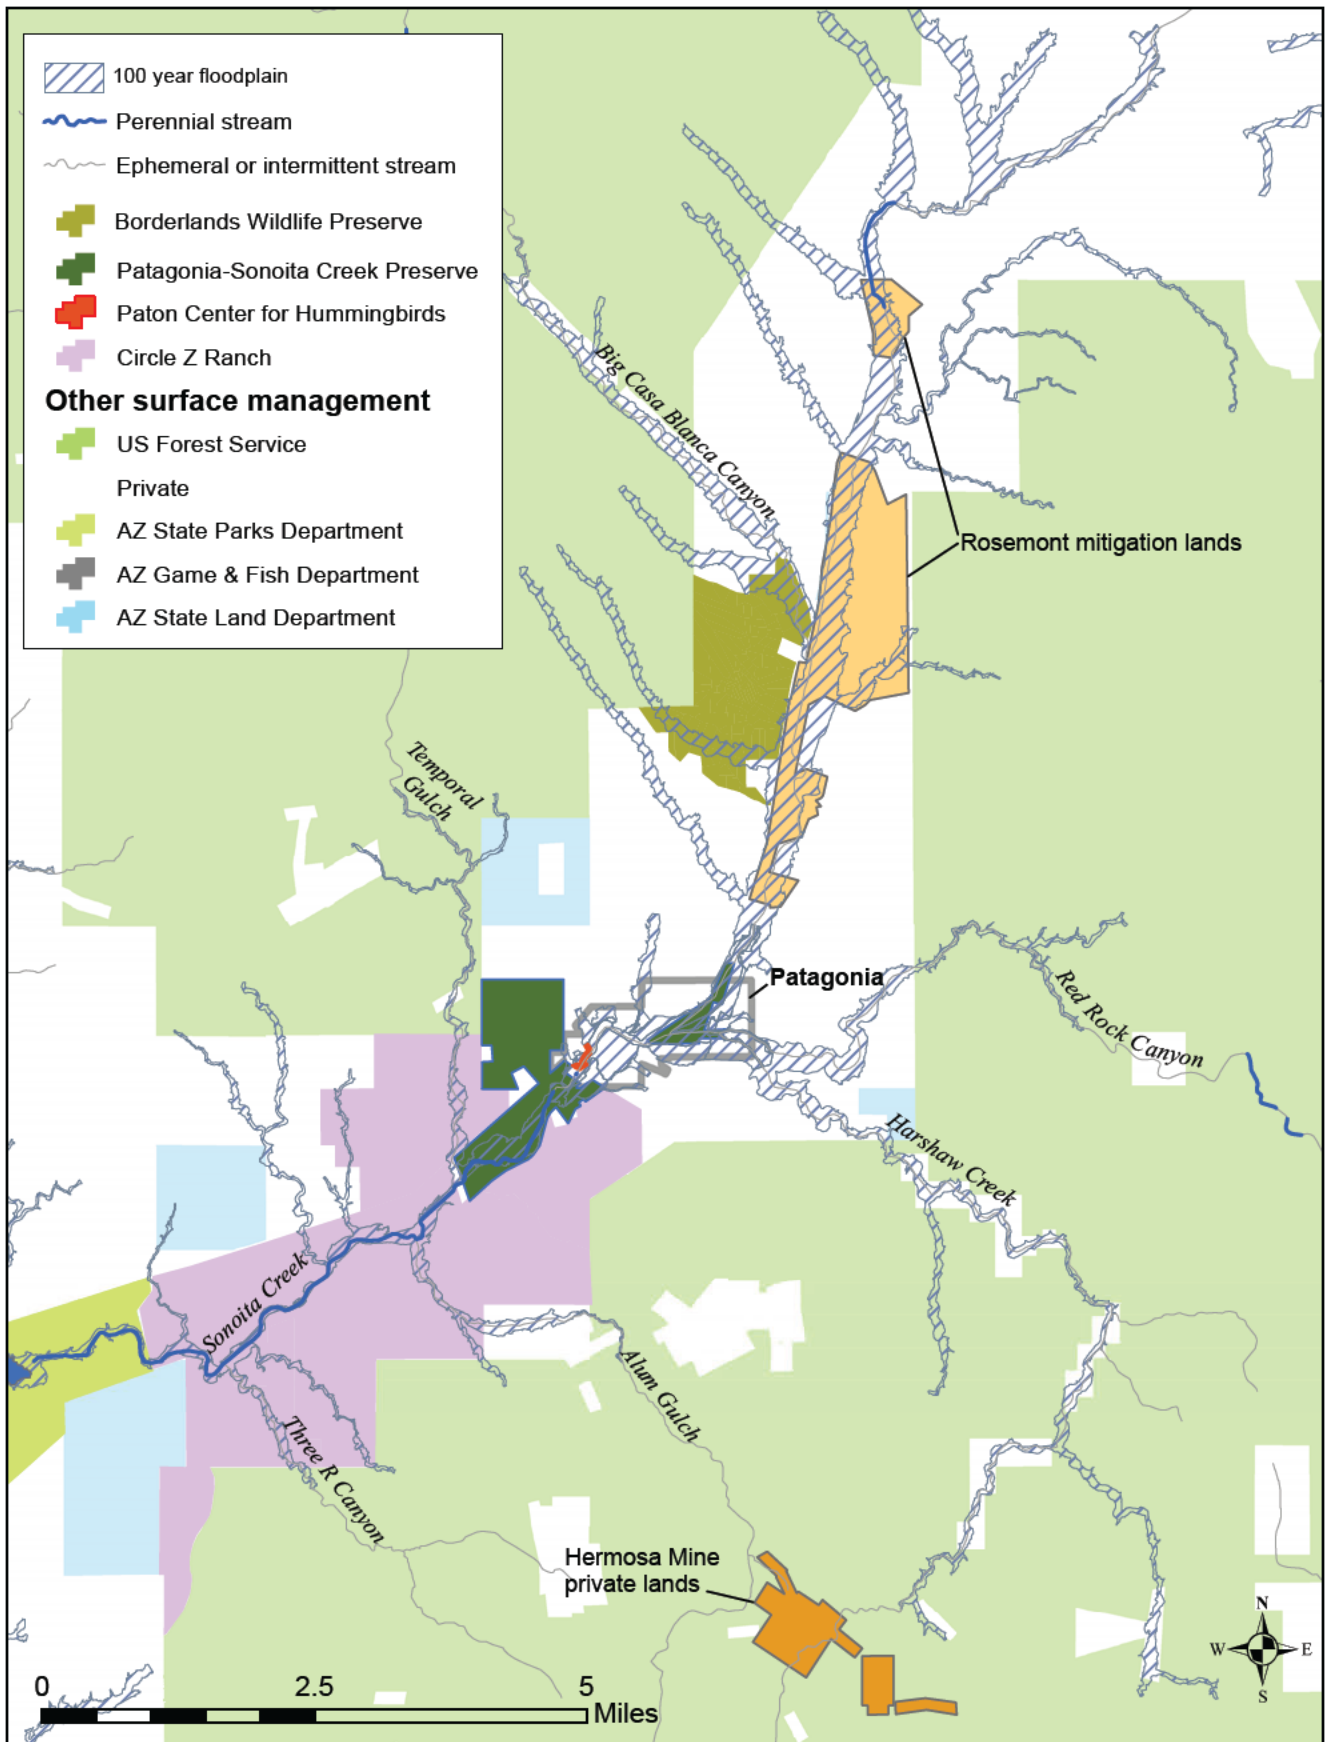 100 year floodplain
Perennial stream
Ephemeral or intermittent stream
Borderlands Wildlife Preserve
Patagonia-Sonoita Creek Preserve
Paton Center for Hummingbirds
Circle Z Ranch
Other surface management
US Forest Service
Private
AZ State Parks Department
AZ Game & Fish Department
AZ State Land Department
Big Casa Blanca Canyon
Rosemont mitigation lands
Temporal
Gulch
Patagonia
Red Rock Canyon
Harshaw Creek
Sonoita Creek
Alum Gulch
Three R Canyon
Hermosa Mine
private lands
N
W
E
S
0
2.5
5
Miles